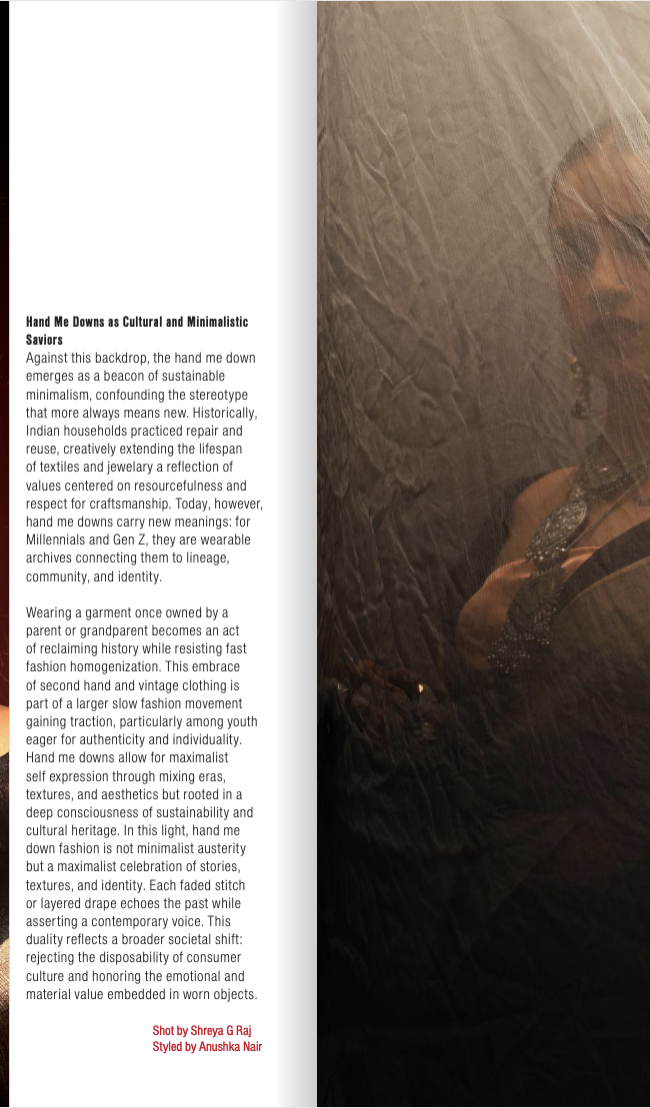 Hand Me Downs as Cultural and Minimalistic
Saviors
Against this backdrop, the hand me down
emerges as a beacon of sustainable
minimalism, confounding the stereotype
that more always means new. Historically,
Indian households practiced repair and
reuse, creatively extending the lifespan
of textiles and jewelary a reflection of
values centered on resourcefulness and
respect for craftsmanship. Today, however,
hand me downs carry new meanings: for
Millennials and Gen Z, they are wearable
archives connecting them to lineage,
community, and identity.
Wearing a garment once owned by a
parent or grandparent becomes an act
of reclaiming history while resisting fast
fashion homogenization. This embrace
of second hand and vintage clothing is
part of a larger slow fashion movement
gaining traction, particularly among youth
eager for authenticity and individuality.
Hand me downs allow for maximalist
self expression through mixing eras,
textures, and aesthetics but rooted in a
deep consciousness of sustainability and
cultural heritage. In this light, hand me
down fashion is not minimalist austerity
but a maximalist celebration of stories,
textures, and identity. Each faded stitch
or layered drape echoes the past while
asserting a contemporary voice. This
duality reflects a broader societal shift:
rejecting the disposability of consumer
culture and honoring the emotional and
material value embedded in worn objects.
Shot by Shreya G Raj
Styled by Anushka Nair